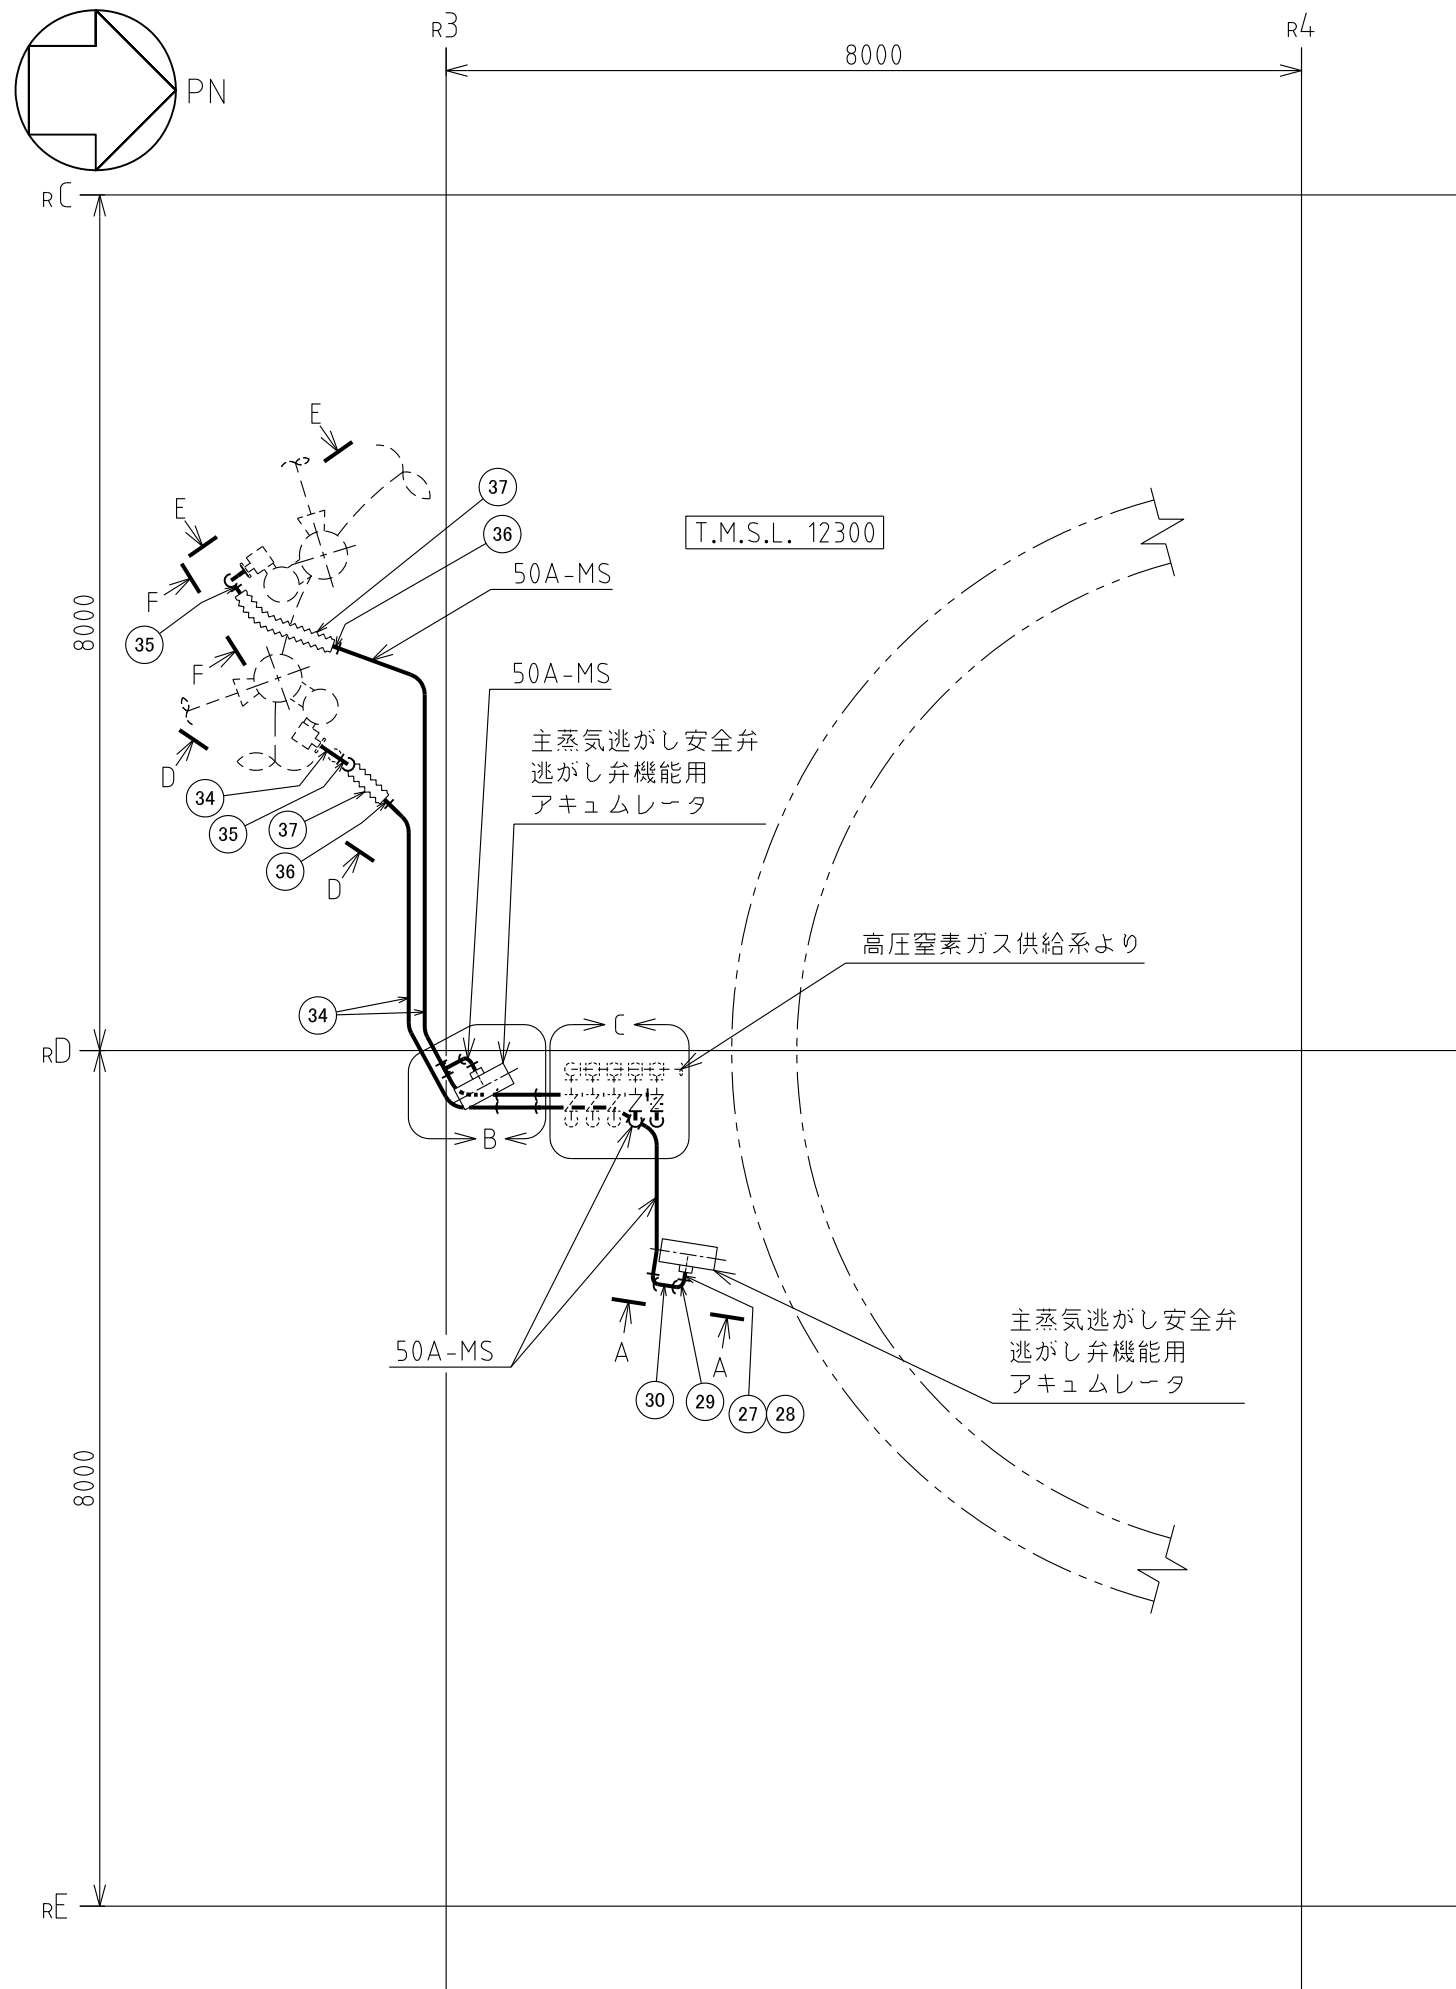 R3
R4
8000
PN
RC
E
E
37
36
T.M.S.L. 12300
50A-MS
F
35
8000
F
50A-MS
主蒸気逃がし安全弁
逃がし弁機能用
アキュムレータ
D
34
35
37
36
D
高圧窒素ガス供給系より
34
C
RD
B
主蒸気逃がし安全弁
逃がし弁機能用
アキュムレータ
50A-MS
A
A
30
29
27
28
8000
RE